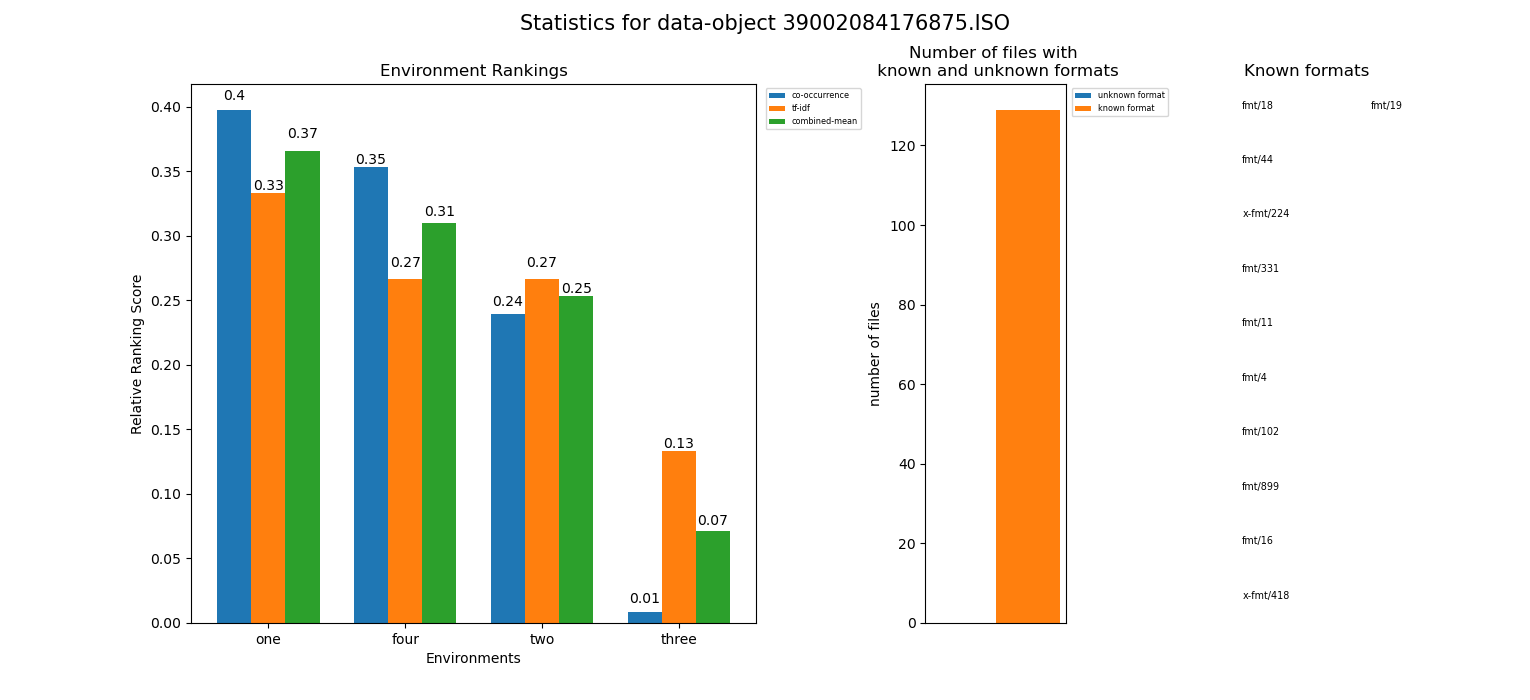 Statistics for data-object 39002084176875.ISO
Environment Rankings
Relative Ranking Score
0.40
0.35
0.30
0.25
0.20
0.15
0.10
0.05
0.00
0.4
0.33
0.37
0.35
0.27
0.31
0.24
0.27
0.25
0.01
0.13
0.07
one four two three
Environments
co-occurrence
tf-idf
combined-mean
Number of files with
known and unknown formats
number of files
120
100
80
60
40
20
0
unknown format
known format
Known formats
fmt/18 fmt/19
fmt/44
x-fmt/224
fmt/331
fmt/11
fmt/4
fmt/102
fmt/899
fmt/16
x-fmt/418